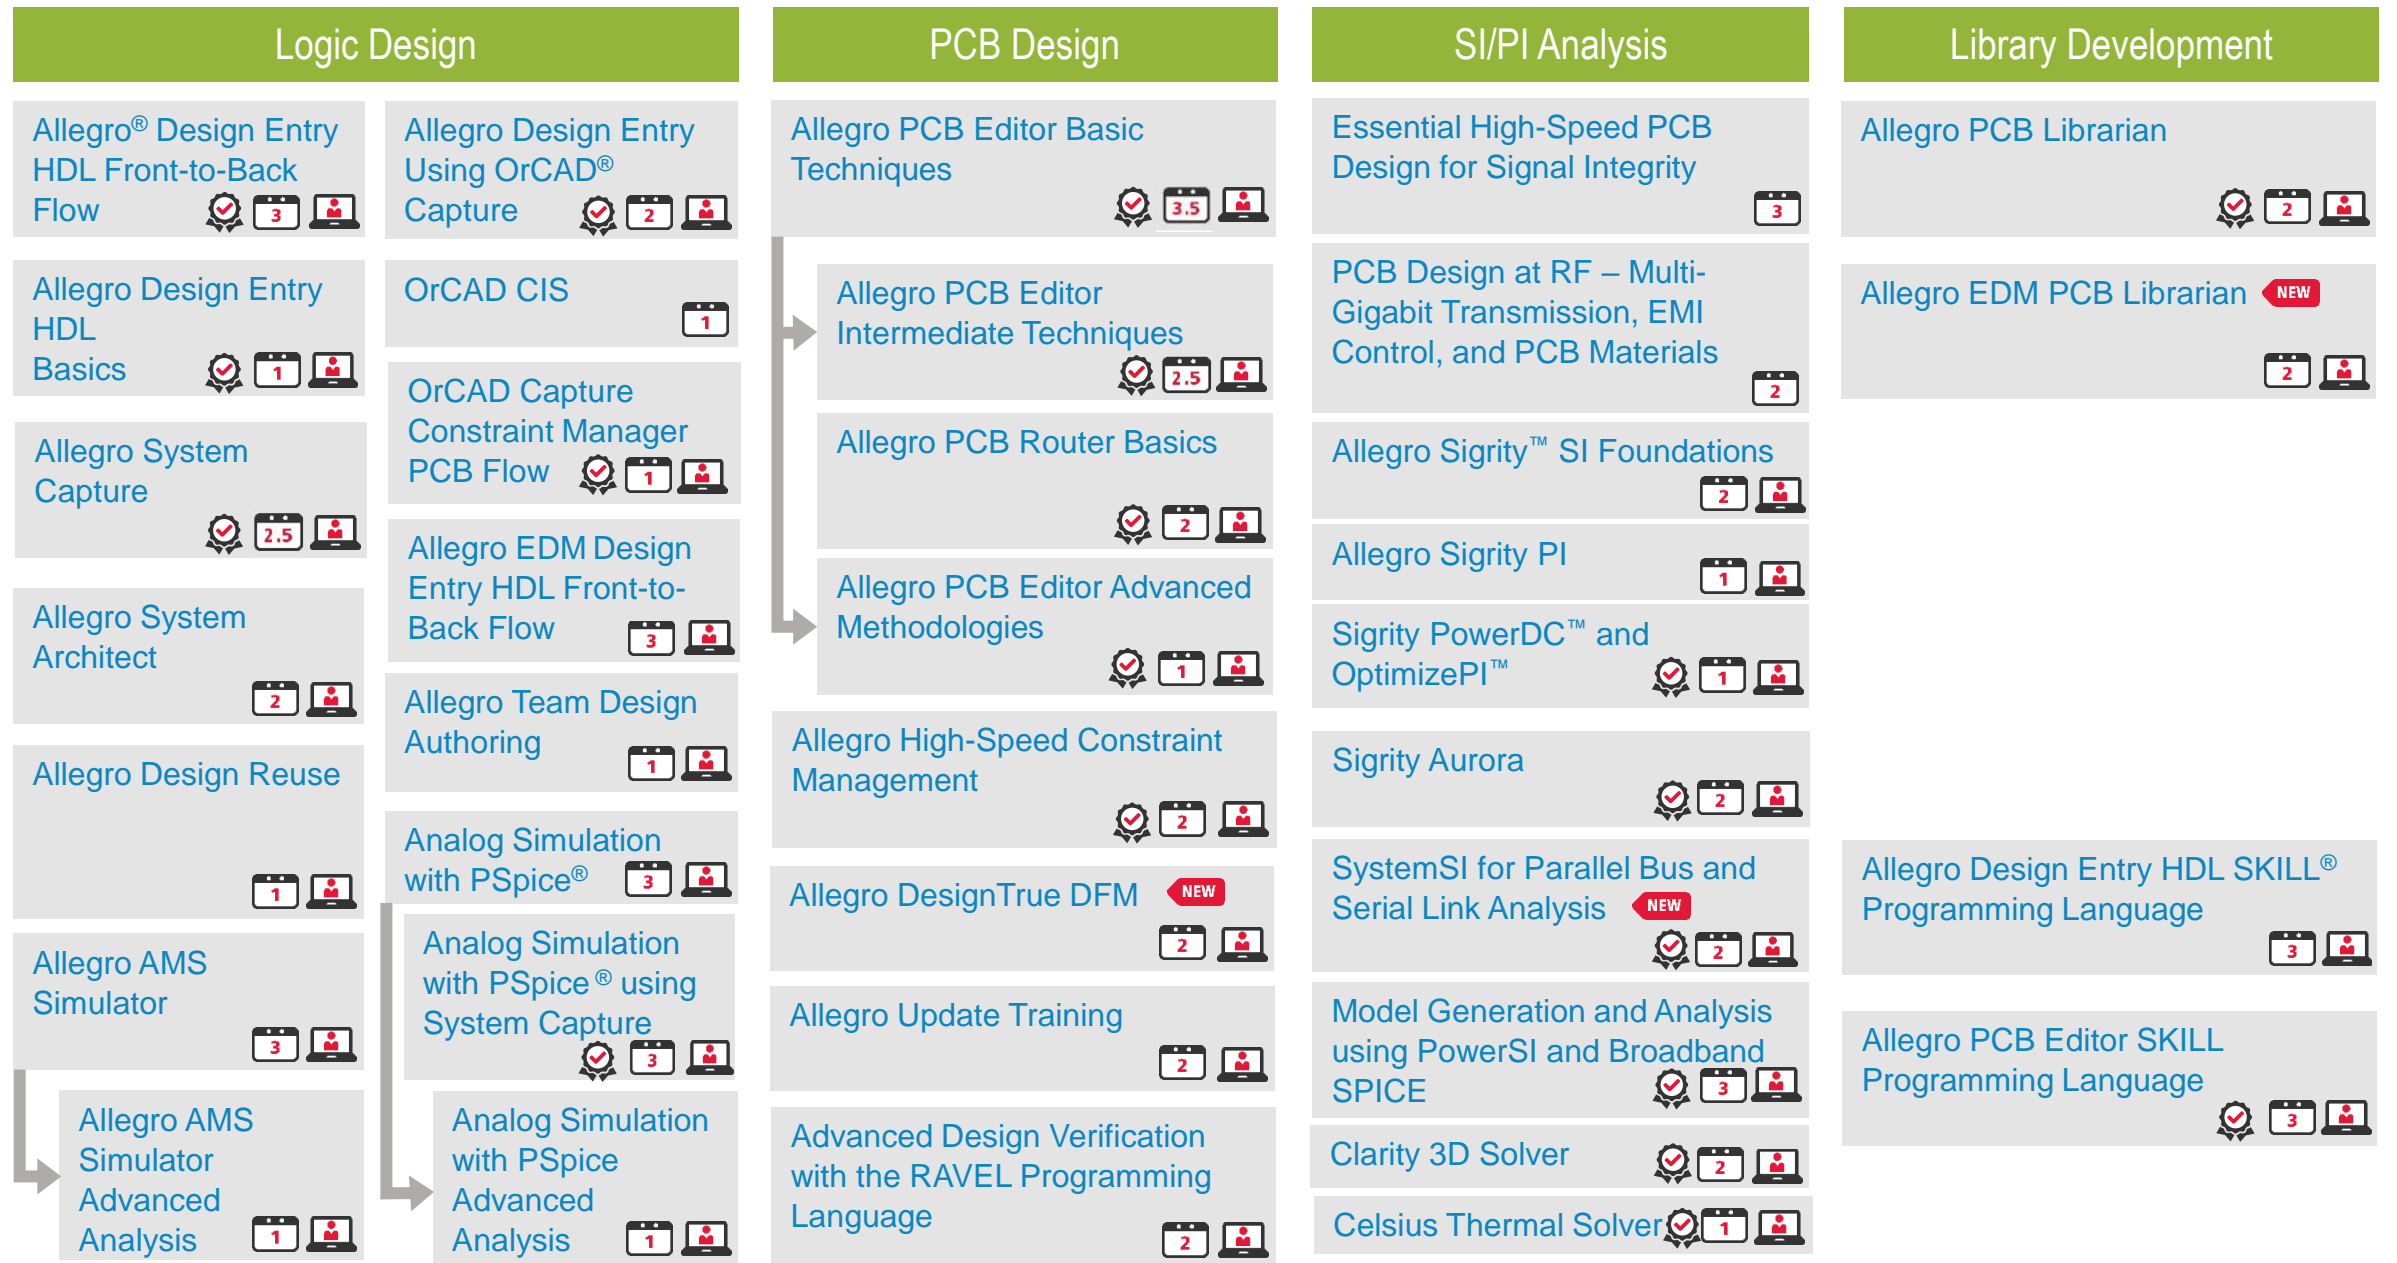 Logic Design
Allegro® Design Entry
HDL Front-to-Back
Flow
3
Allegro Design Entry
HDL
Basics
1
Allegro System
Capture
2.5
Allegro System
Architect
2
Allegro Design Reuse
1
Allegro AMS
Simulator
3
Allegro AMS
Simulator
Advanced
Analysis
1
Allegro Design Entry
Using OrCAD®
Capture
2
OrCAD CIS
1
OrCAD Capture
Constraint Manager
PCB Flow
1
Allegro EDM Design
Entry HDL Front-to-
Back Flow
3
Allegro Team Design
Authoring
1
Analog Simulation
with PSpice®
3
Analog Simulation
with PSpice ® using
System Capture
3
Analog Simulation
with PSpice
Advanced
Analysis
1
PCB Design
Allegro PCB Editor Basic
Techniques
3.5
Allegro PCB Editor
Intermediate Techniques
2.5
Allegro PCB Router Basics
2
Allegro PCB Editor Advanced
Methodologies
1
Allegro High-Speed Constraint
Management
2
Allegro DesignTrue DFM NEW
2
Allegro Update Training
2
Advanced Design Verification
with the RAVEL Programming
Language
2
SI/PI Analysis
Essential High-Speed PCB
Design for Signal Integrity
3
PCB Design at RF – Multi-
Gigabit Transmission, EMI
Control, and PCB Materials
2
Allegro Sigrity™ SI Foundations
2
Allegro Sigrity PI
1
Sigrity PowerDC™ and
OptimizePI™
1
Sigrity Aurora
2
SystemSI for Parallel Bus and
Serial Link Analysis NEW
2
Model Generation and Analysis
using PowerSI and Broadband
SPICE
3
Clarity 3D Solver
2
Celsius Thermal Solver
1
Library Development
Allegro PCB Librarian
2
Allegro EDM PCB Librarian NEW
2
Allegro Design Entry HDL SKILL®
Programming Language
3
Allegro PCB Editor SKILL
Programming Language
3